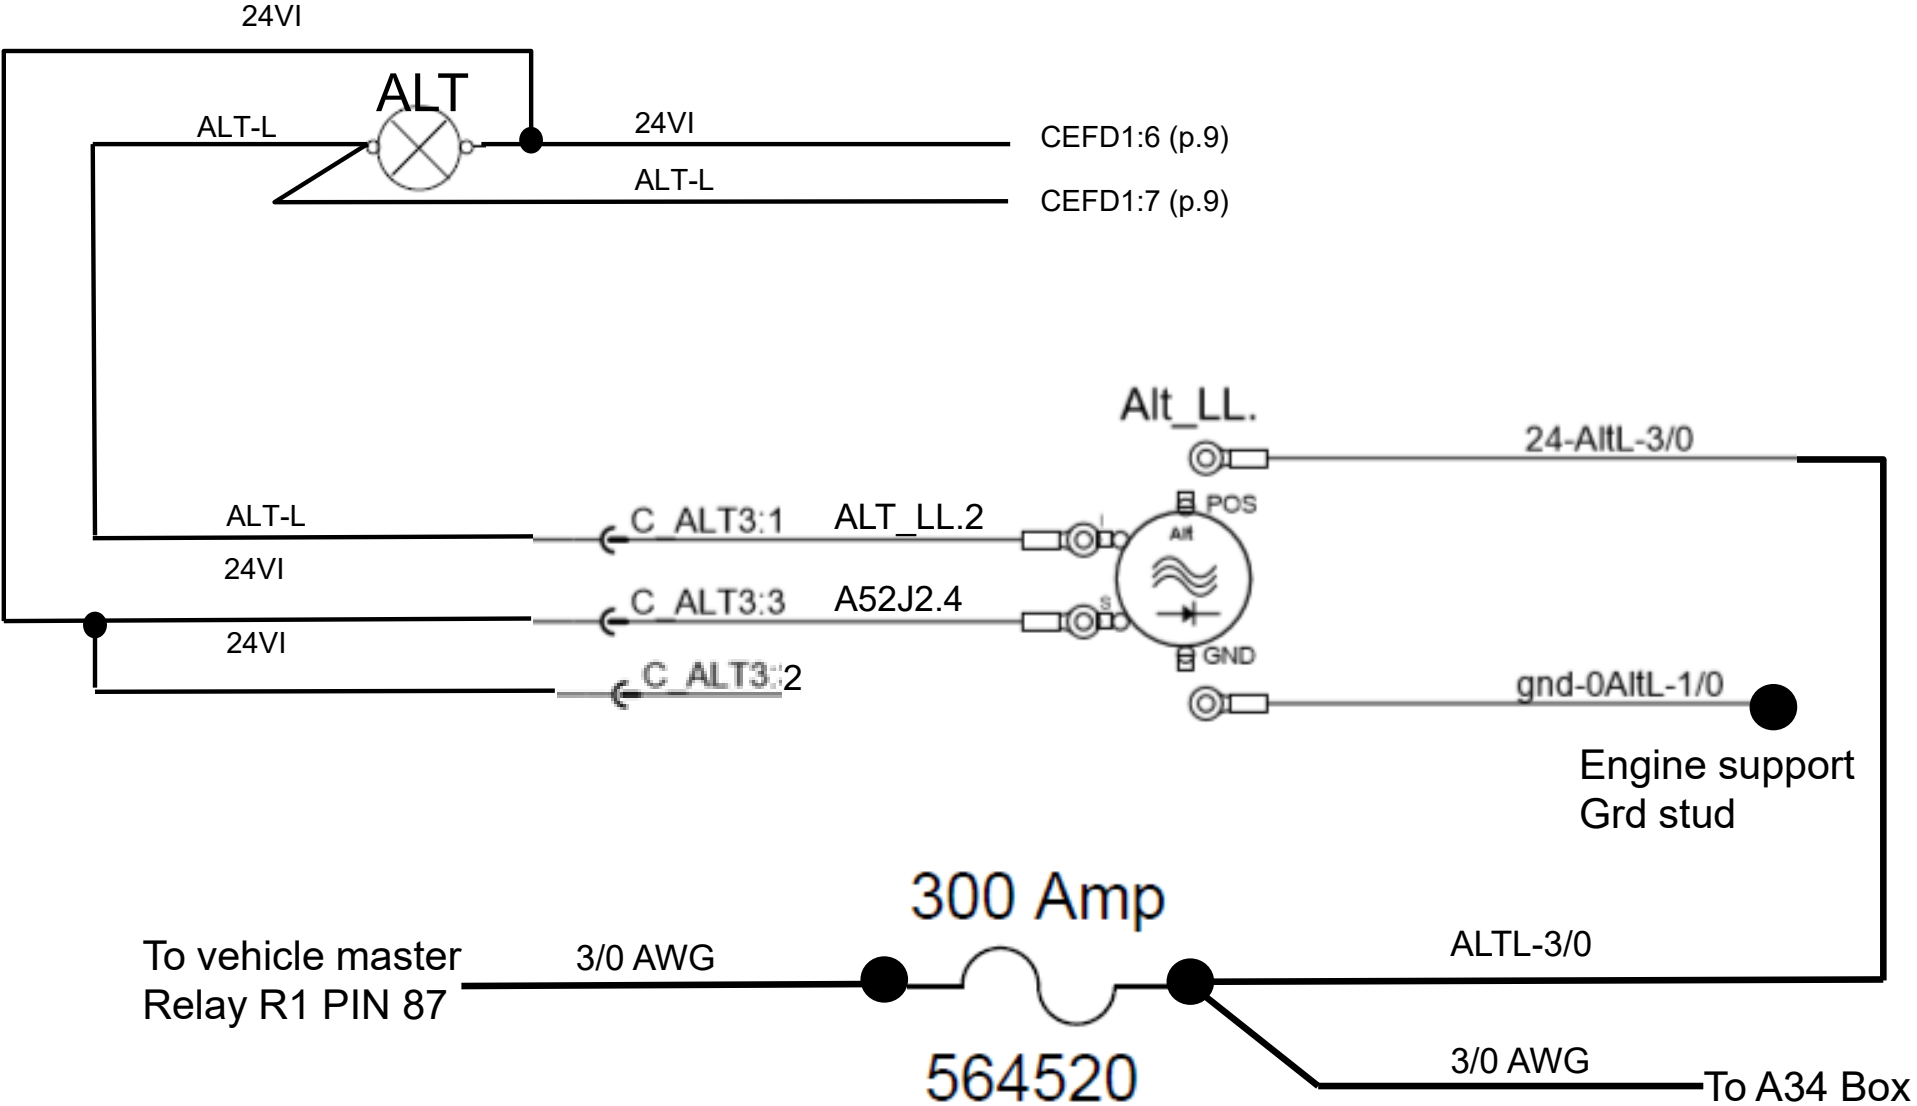 24VI
ALT
ALT-L
24VI
CEFD1:6 (p.9)
ALT-L
CEFD1:7 (p.9)
Alt_LL.
24-AltL-3/0
POS
ALT-L
C_ALT3:1
ALT_LL.2
I
Alt
24VI
C_ALT3:3
A52J2.4
S
24VI
C_ALT3:2
GND
gnd-0AltL-1/0
Engine support
Grd stud
300 Amp
To vehicle master
Relay R1 PIN 87
3/0 AWG
ALTL-3/0
564520
3/0 AWG
To A34 Box